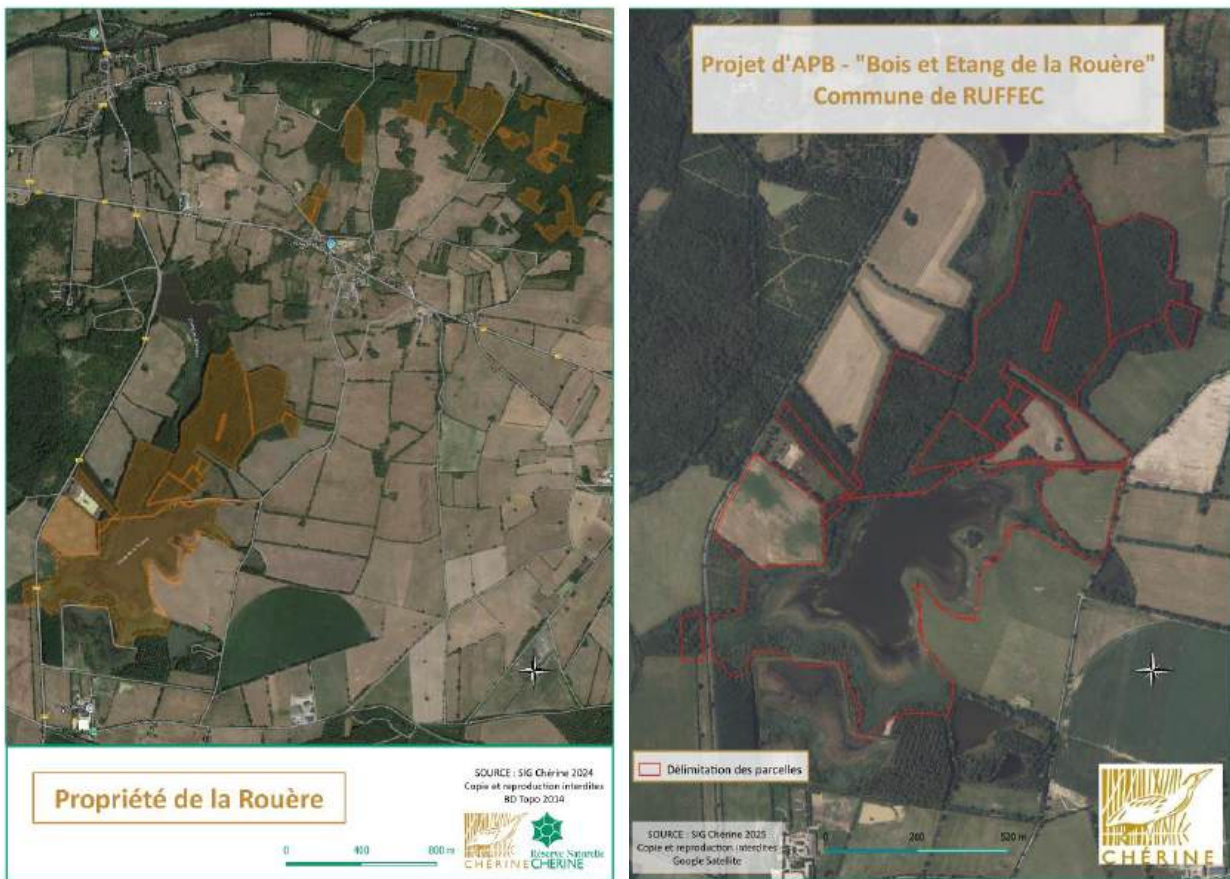 Propriété de la Rouère
SOURCE : SIG Chérine 2024
Copie et reproduction interdites
BD Topo 2014
CHÉRINE
Réserve Naturelle
CHÉRINE
0 400 800 m
Projet d'APB - "Bois et Etang de la Rouère"
Commune de RUFFEC
Délimitation des parcelles
SOURCE : SIG Chérine 2025
Copie et reproduction interdites
Google Satellite
0 260 520 m
CHÉRINE